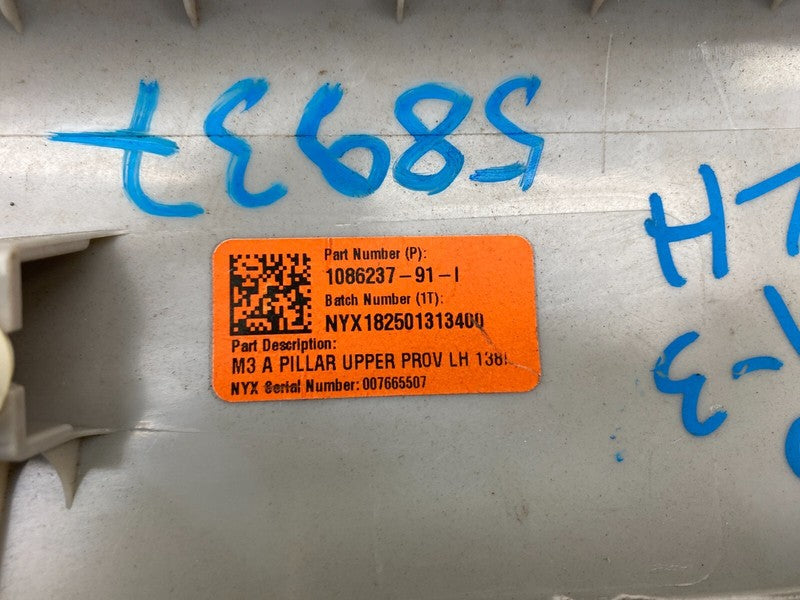 58937
Part Number (P):
1086237-91-I
Batch Number (1T):
NYX182501313400
Part Description:
M3 A PILLAR UPPER PROV LH
NYX Serial Number: 007665507
LH